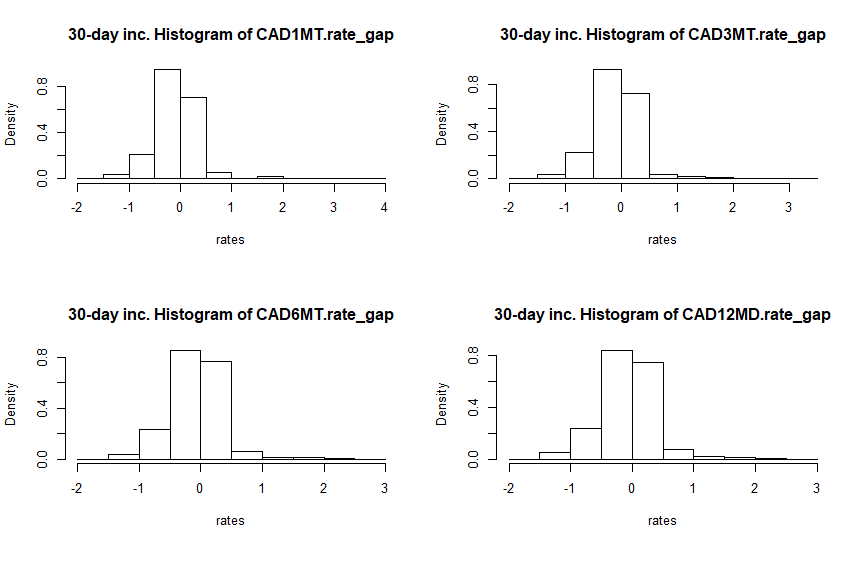 30-day inc. Histogram of CAD1MT.rate_gap
Density
0.0 0.4 0.8
-2 -1 0 1 2 3 4
rates
30-day inc. Histogram of CAD3MT.rate_gap
Density
0.0 0.4 0.8
-2 -1 0 1 2 3
rates
30-day inc. Histogram of CAD6MT.rate_gap
Density
0.0 0.4 0.8
-2 -1 0 1 2 3
rates
30-day inc. Histogram of CAD12MD.rate_gap
Density
0.0 0.4 0.8
-2 -1 0 1 2 3
rates